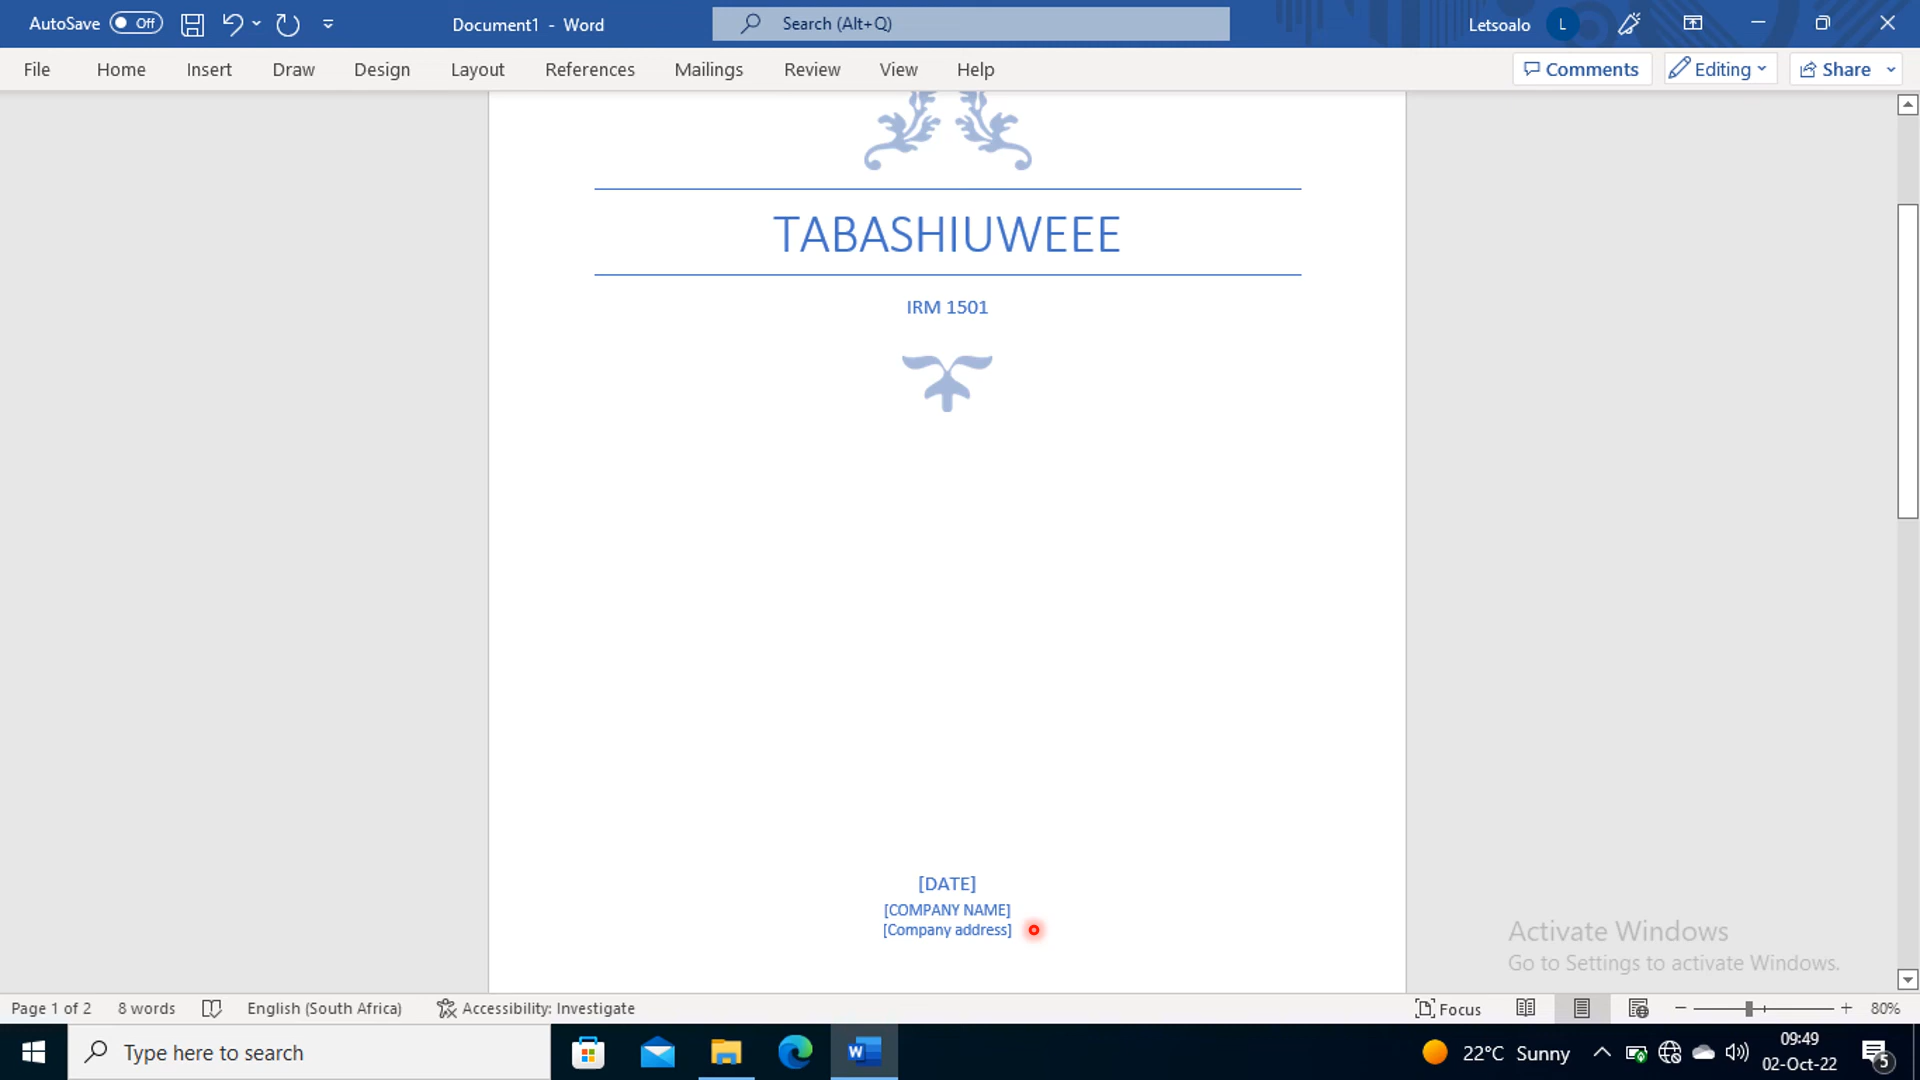 AutoSave Off Document1 - Word Search (Alt+Q) Letsoalo L
File Home Insert Draw Design Layout References Mailings Review View Help Comments Editing Share
TABASHIUWEEE
IRM 1501
[DATE]
[COMPANY NAME]
[Company address]
Activate Windows
Go to Settings to activate Windows.
Page 1 of 2 8 words English (South Africa) Accessibility: Investigate Focus 80%
Type here to search W 22°C Sunny 09:49
02-Oct-22 5